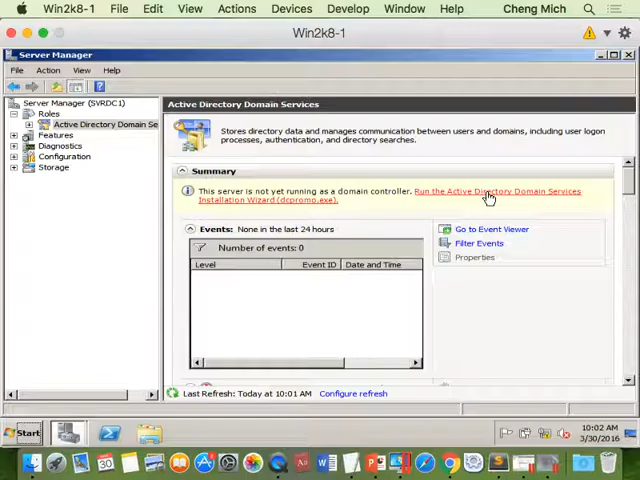 File Edit View Actions Devices Develop Window Help Cheng Mich
Win2k8-1
Server Manager
File Action View Help
Server Manager (SVRDC1)
Roles
Active Directory Domain Se
Features
Diagnostics
Configuration
Storage
Active Directory Domain Services
Stores directory data and manages communication between users and domains, including user logon
processes, authentication, and directory searches.
Summary
This server is not yet running as a domain controller. Run the Active Directory Domain Services
Installation Wizard (dcpromo.exe).
Events: None in the last 24 hours
Number of events: 0
Level Event ID Date and Time
Go to Event Viewer
Filter Events
Properties
Last Refresh: Today at 10:01 AM Configure refresh
Start
10:02 AM
3/30/2016
30